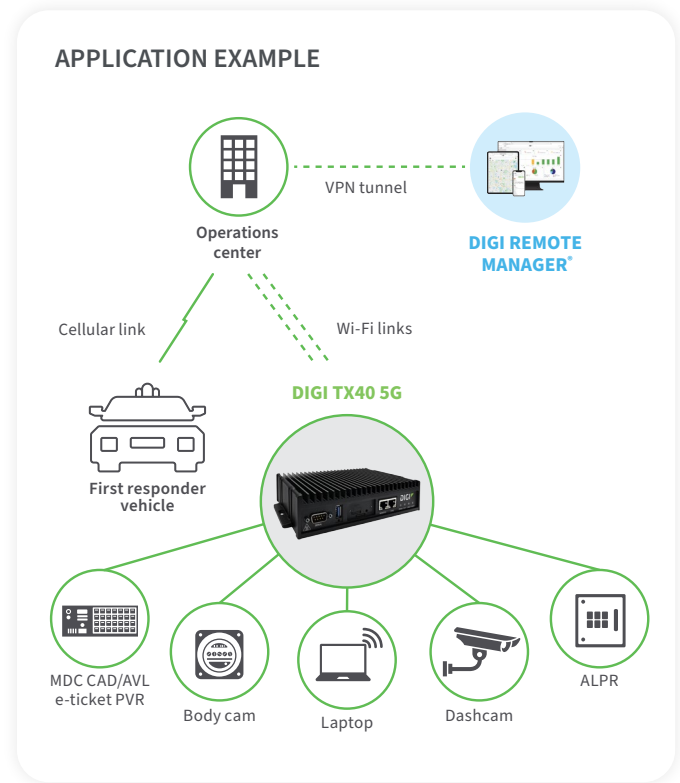 APPLICATION EXAMPLE
VPN tunnel
Operations
center
DIGI REMOTE
MANAGER®
Cellular link
Wi-Fi links
DIGI TX40 5G
DIGI
First responder
vehicle
MDC CAD/AVL
e-ticket PVR
Body cam
Laptop
Dashcam
ALPR